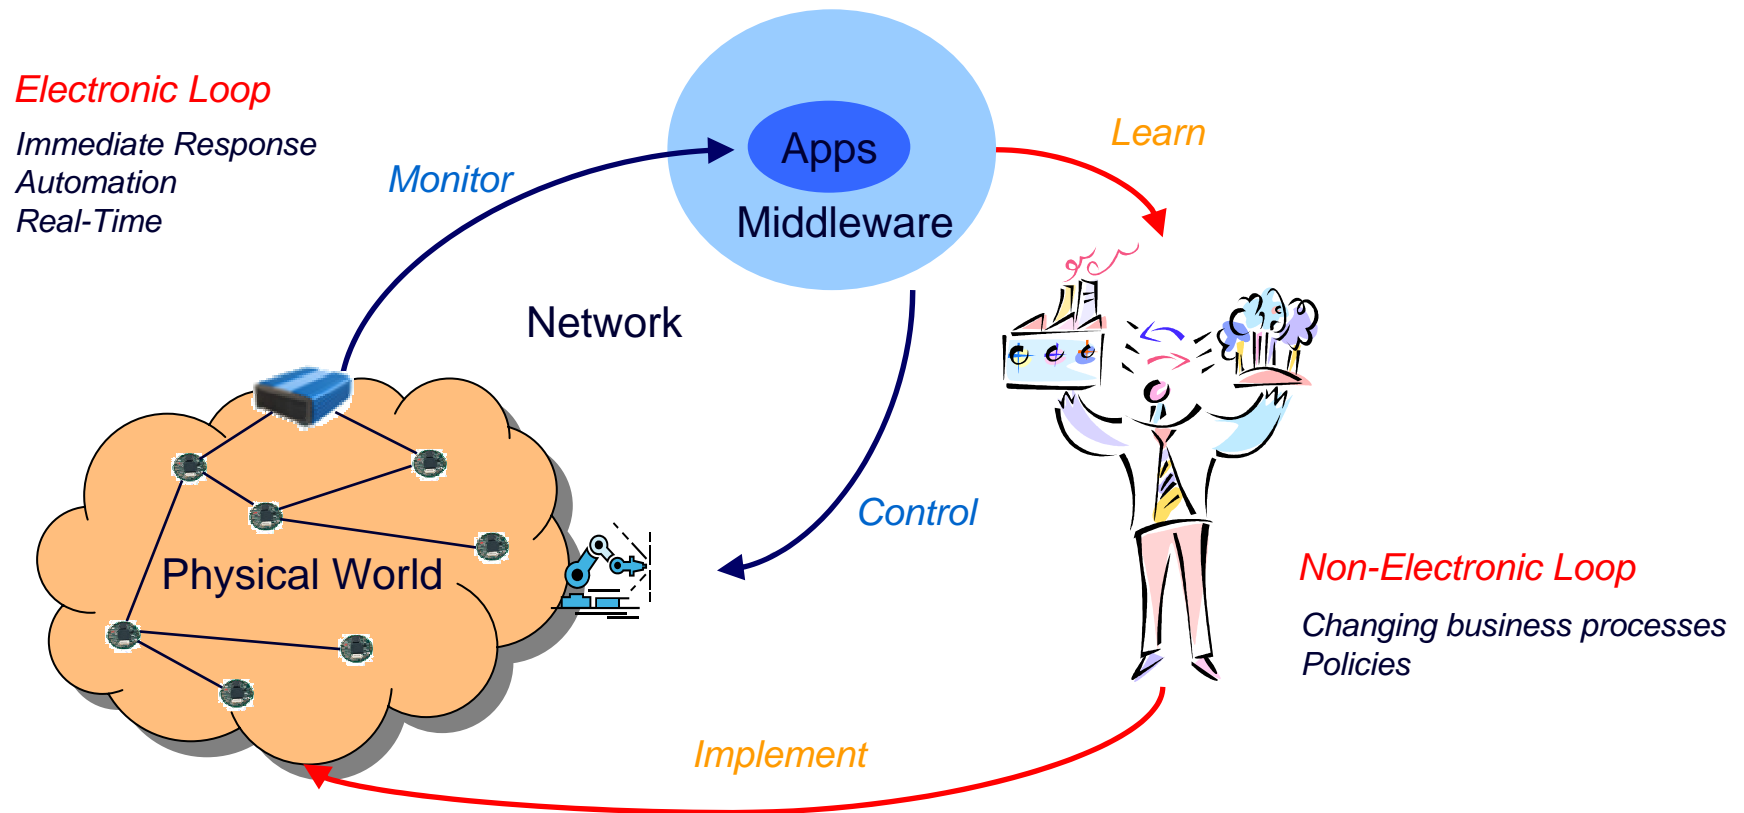 Electronic Loop
Immediate Response
Automation
Real-Time
Monitor
Apps
Middleware
Learn
Network
Control
Physical World
Non-Electronic Loop
Changing business processes
Policies
Implement